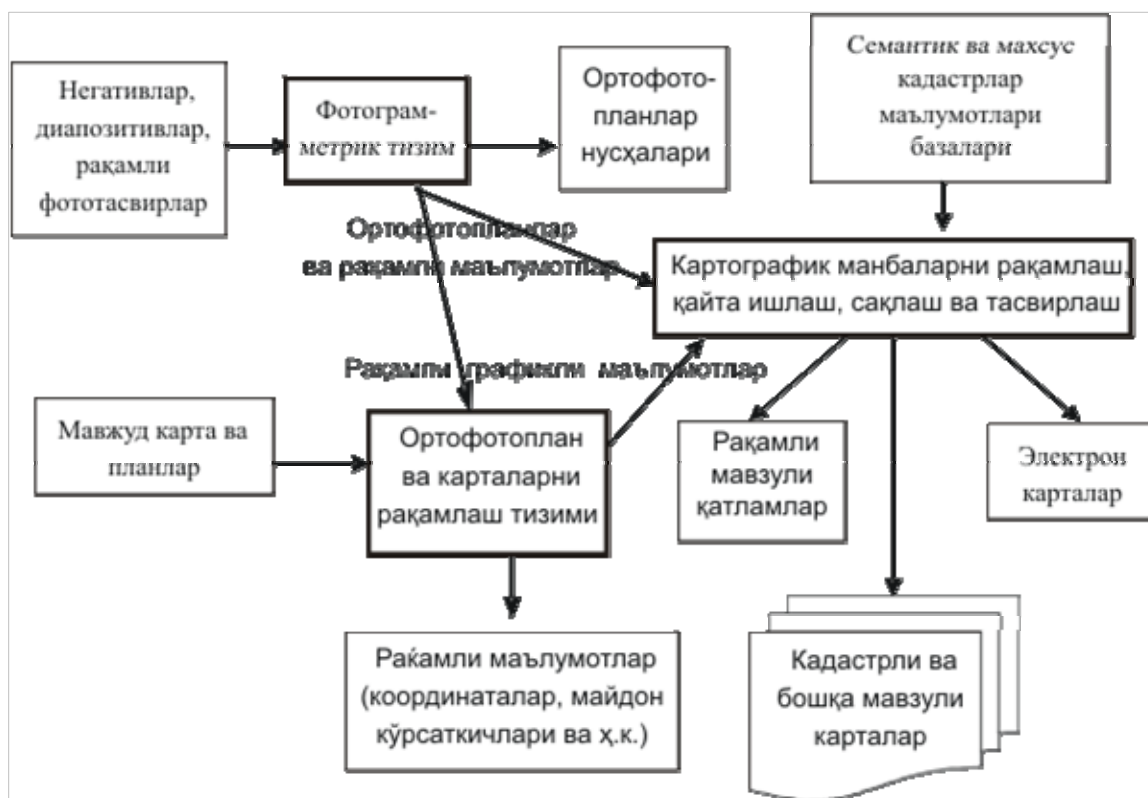 Негативлар,
диапозитивлар,
рақамли
фототасвирлар
Фотограм-
метрик тизим
Ортофото-
планлар
нусҳалари
Семантик ва махсус
кадастрлар
маълумотлари
базалари
Ортофотопланлар
ва рақамли маълумотлар
Картографик манбаларни рақамлаш,
қайта ишлаш, сақлаш ва тасвирлаш
Рақамли графикли маълумотлар
Мавжуд карта ва
планлар
Ортофотоплан
ва карталарни
рақамлаш тизими
Рақамли
мавзули
қатламлар
Электрон
карталар
Раќамли маълумотлар
(координаталар, майдон
кўрсаткичлари ва ҳ.к.)
Кадастрли ва
бошқа мавзули
карталар